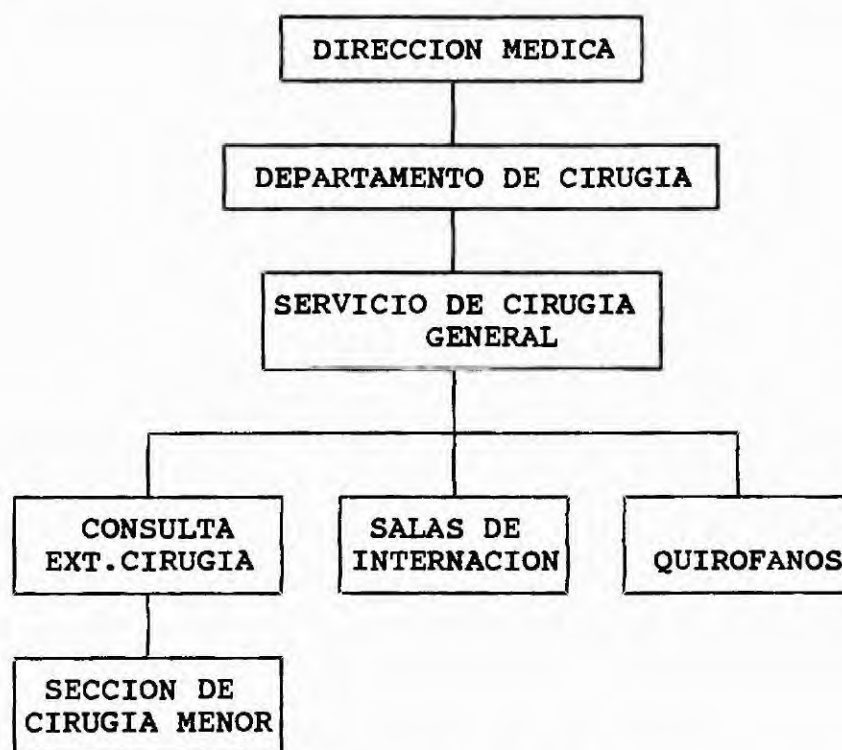 DIRECCION MEDICA
DEPARTAMENTO DE CIRUGIA
SERVICIO DE CIRUGIA
GENERAL
CONSULTA
EXT.CIRUGIA
SALAS DE
INTERNACION
QUIROFANOS
SECCION DE
CIRUGIA MENOR